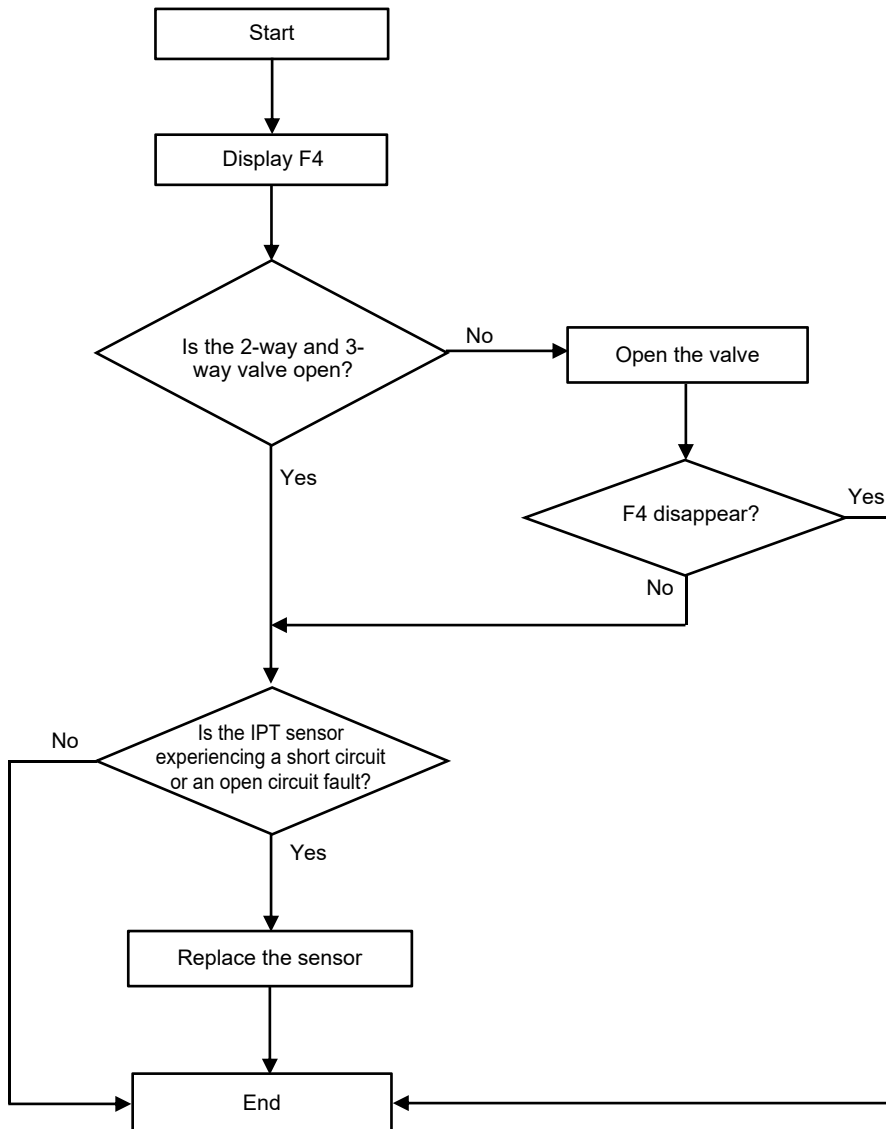 Start
Display F4
Is the 2-way and 3-
way valve open?
No
Open the valve
Yes
F4 disappear?
Yes
No
Is the IPT sensor
experiencing a short circuit
or an open circuit fault?
No
Yes
Replace the sensor
End